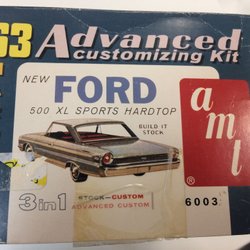 63 Advanced
customizing Kit
NEW FORD
500 XL SPORTS HARDTOP
BUILD IT
STOCK
amt
®
3 in 1
STOCK-CUSTOM
ADVANCED CUSTOM
6003